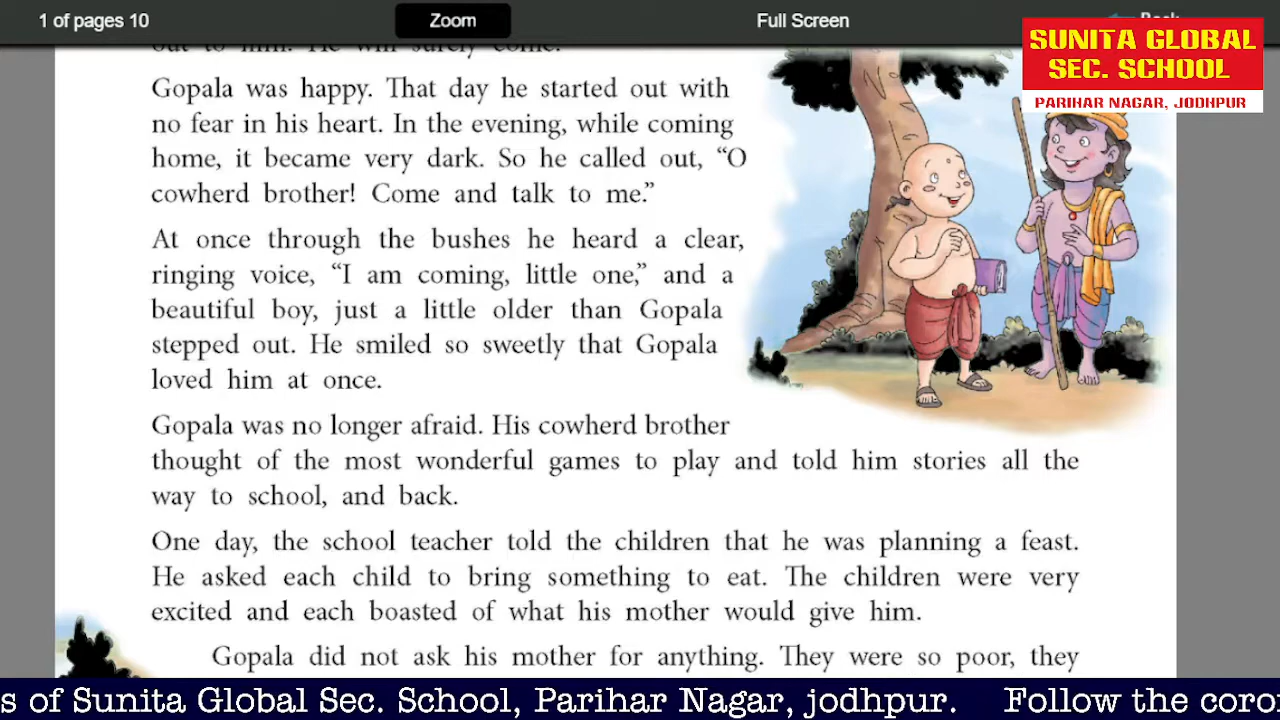 1 of pages 10
Zoom
Full Screen
Back
SUNITA GLOBAL
SEC. SCHOOL
PARIHAR NAGAR, JODHPUR
out to him. He will surely come.
Gopala was happy. That day he started out with
no fear in his heart. In the evening, while coming
home, it became very dark. So he called out, “O
cowherd brother! Come and talk to me.”
At once through the bushes he heard a clear,
ringing voice, “I am coming, little one,” and a
beautiful boy, just a little older than Gopala
stepped out. He smiled so sweetly that Gopala
loved him at once.
Gopala was no longer afraid. His cowherd brother
thought of the most wonderful games to play and told him stories all the
way to school, and back.
One day, the school teacher told the children that he was planning a feast.
He asked each child to bring something to eat. The children were very
excited and each boasted of what his mother would give him.
Gopala did not ask his mother for anything. They were so poor, they
s of Sunita Global Sec. School, Parihar Nagar, jodhpur. Follow the coro